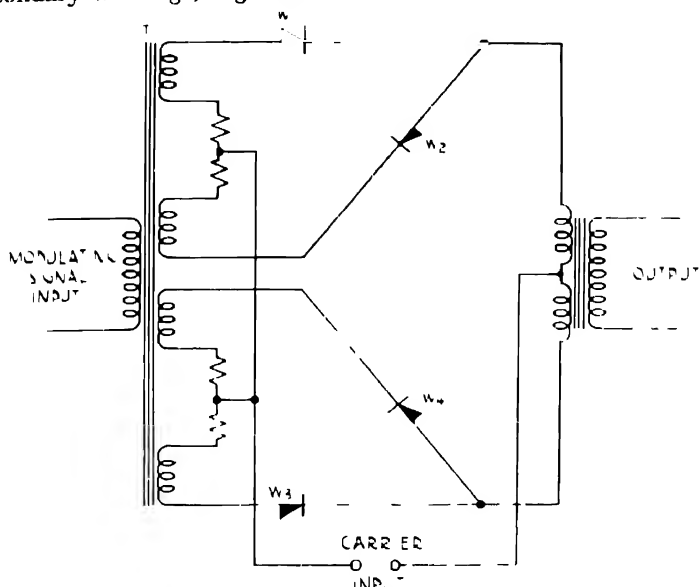 T
W
W2
MODULATING
SIGNAL
INPUT
OUTPUT
W4
W3
CARRIER
INPUT